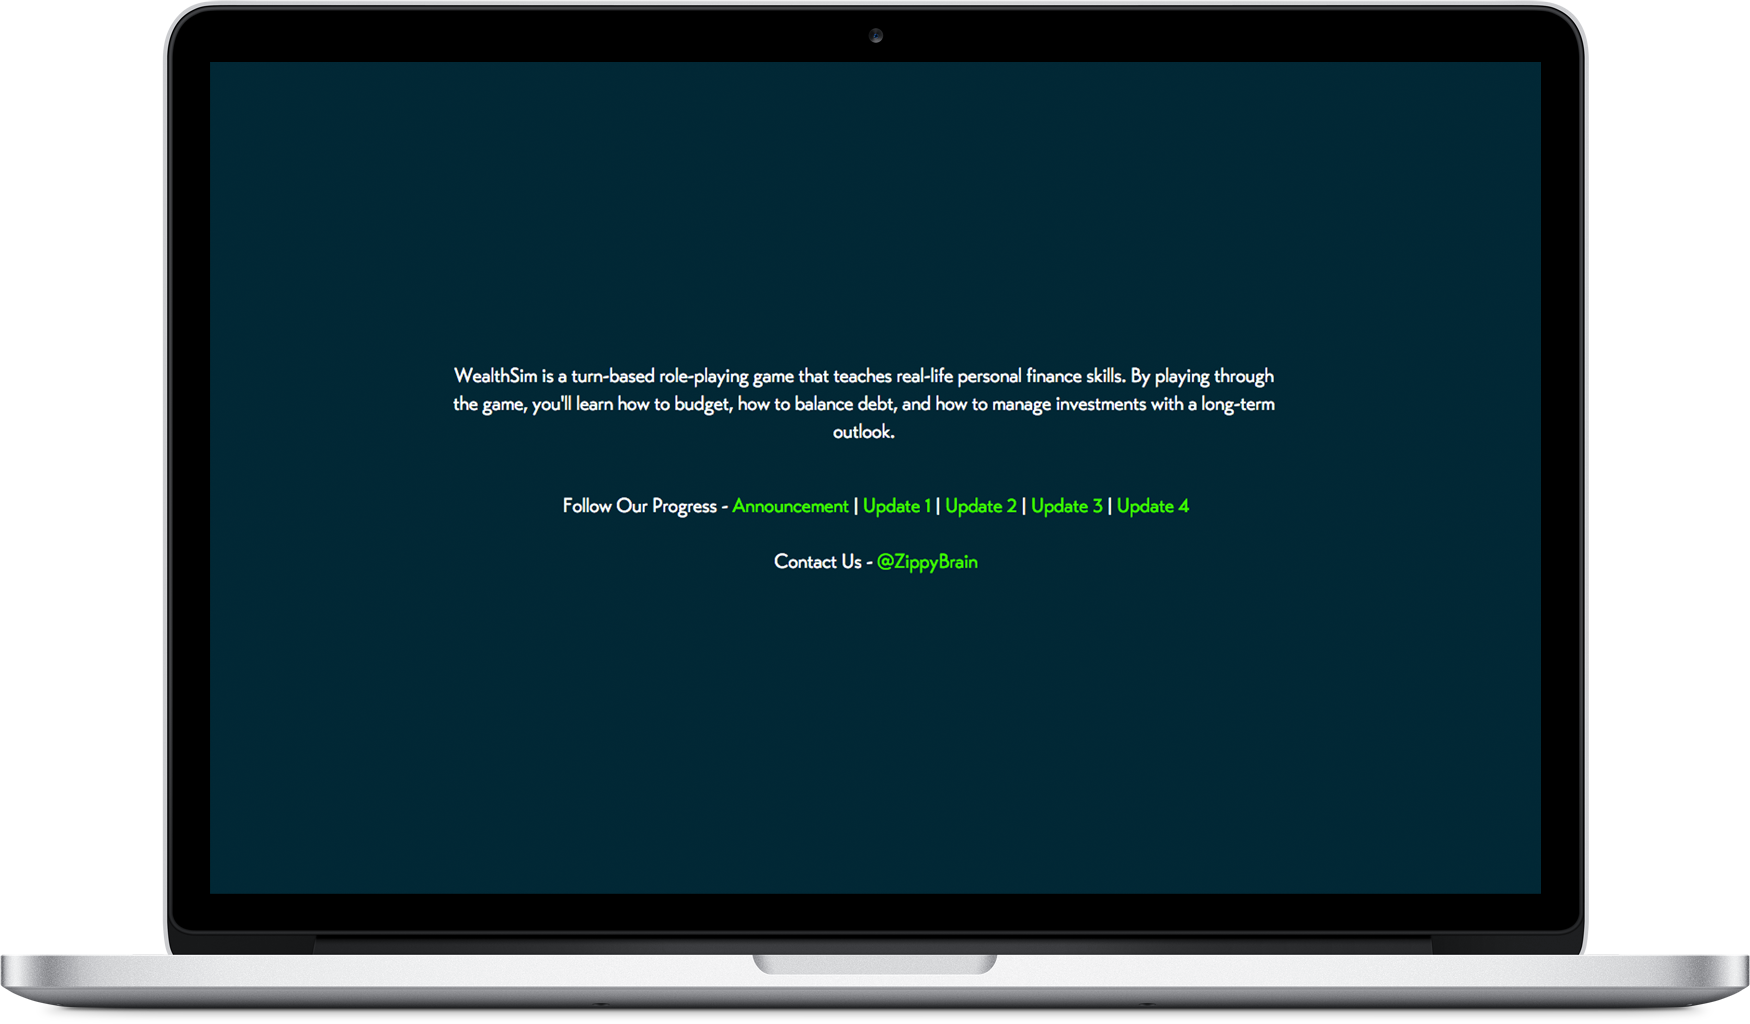 WealthSim is a turn-based role-playing game that teaches real-life personal finance skills. By playing through
the game, you'll learn how to budget, how to balance debt, and how to manage investments with a long-term
outlook.
Follow Our Progress - Announcement | Update 1 | Update 2 | Update 3 | Update 4
Contact Us - @ZippyBrain